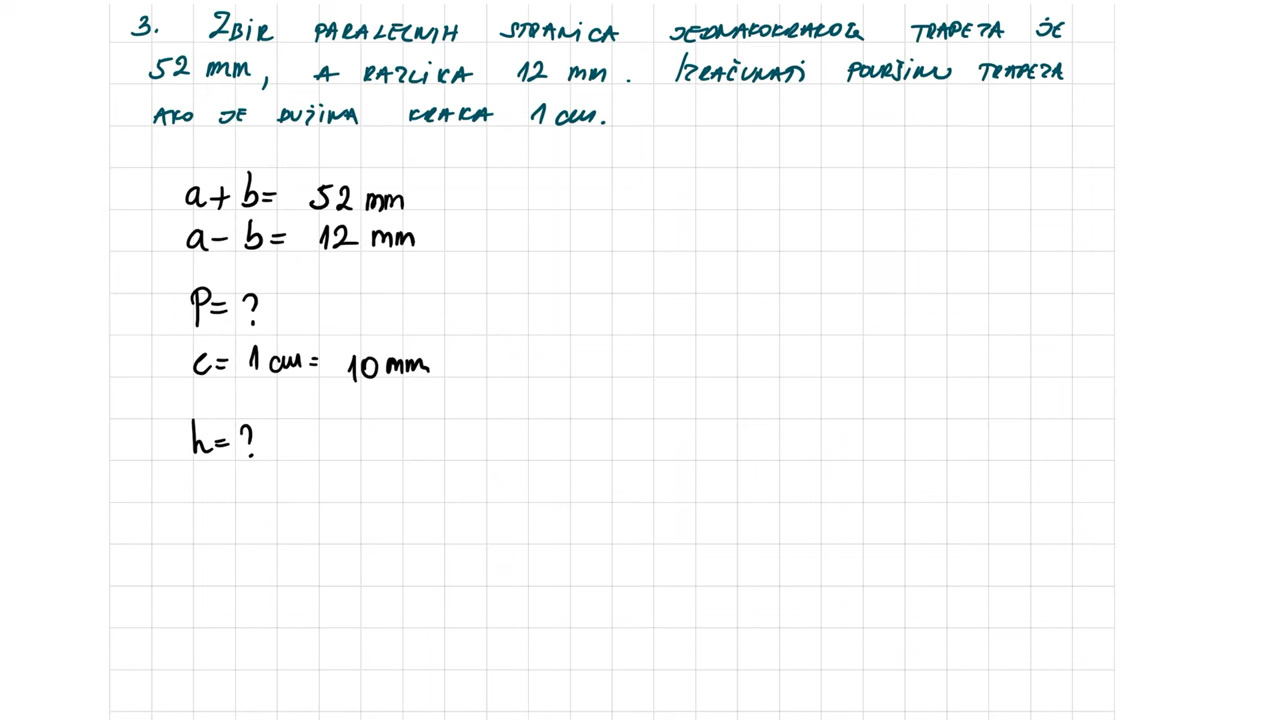 3. ZBIR PARALELNIH STRANICA JEDNAKOKRAKOG TRAPEZA JE
52 mm, A RAZLIKA 12 mm. IZRAČUNATI POVRŠINU TRAPEZA
AKO JE DUŽINA KRAKA 1 cm.
a+b= 52 mm
a-b= 12 mm
P= ?
c= 1 cm = 10 mm
h= ?